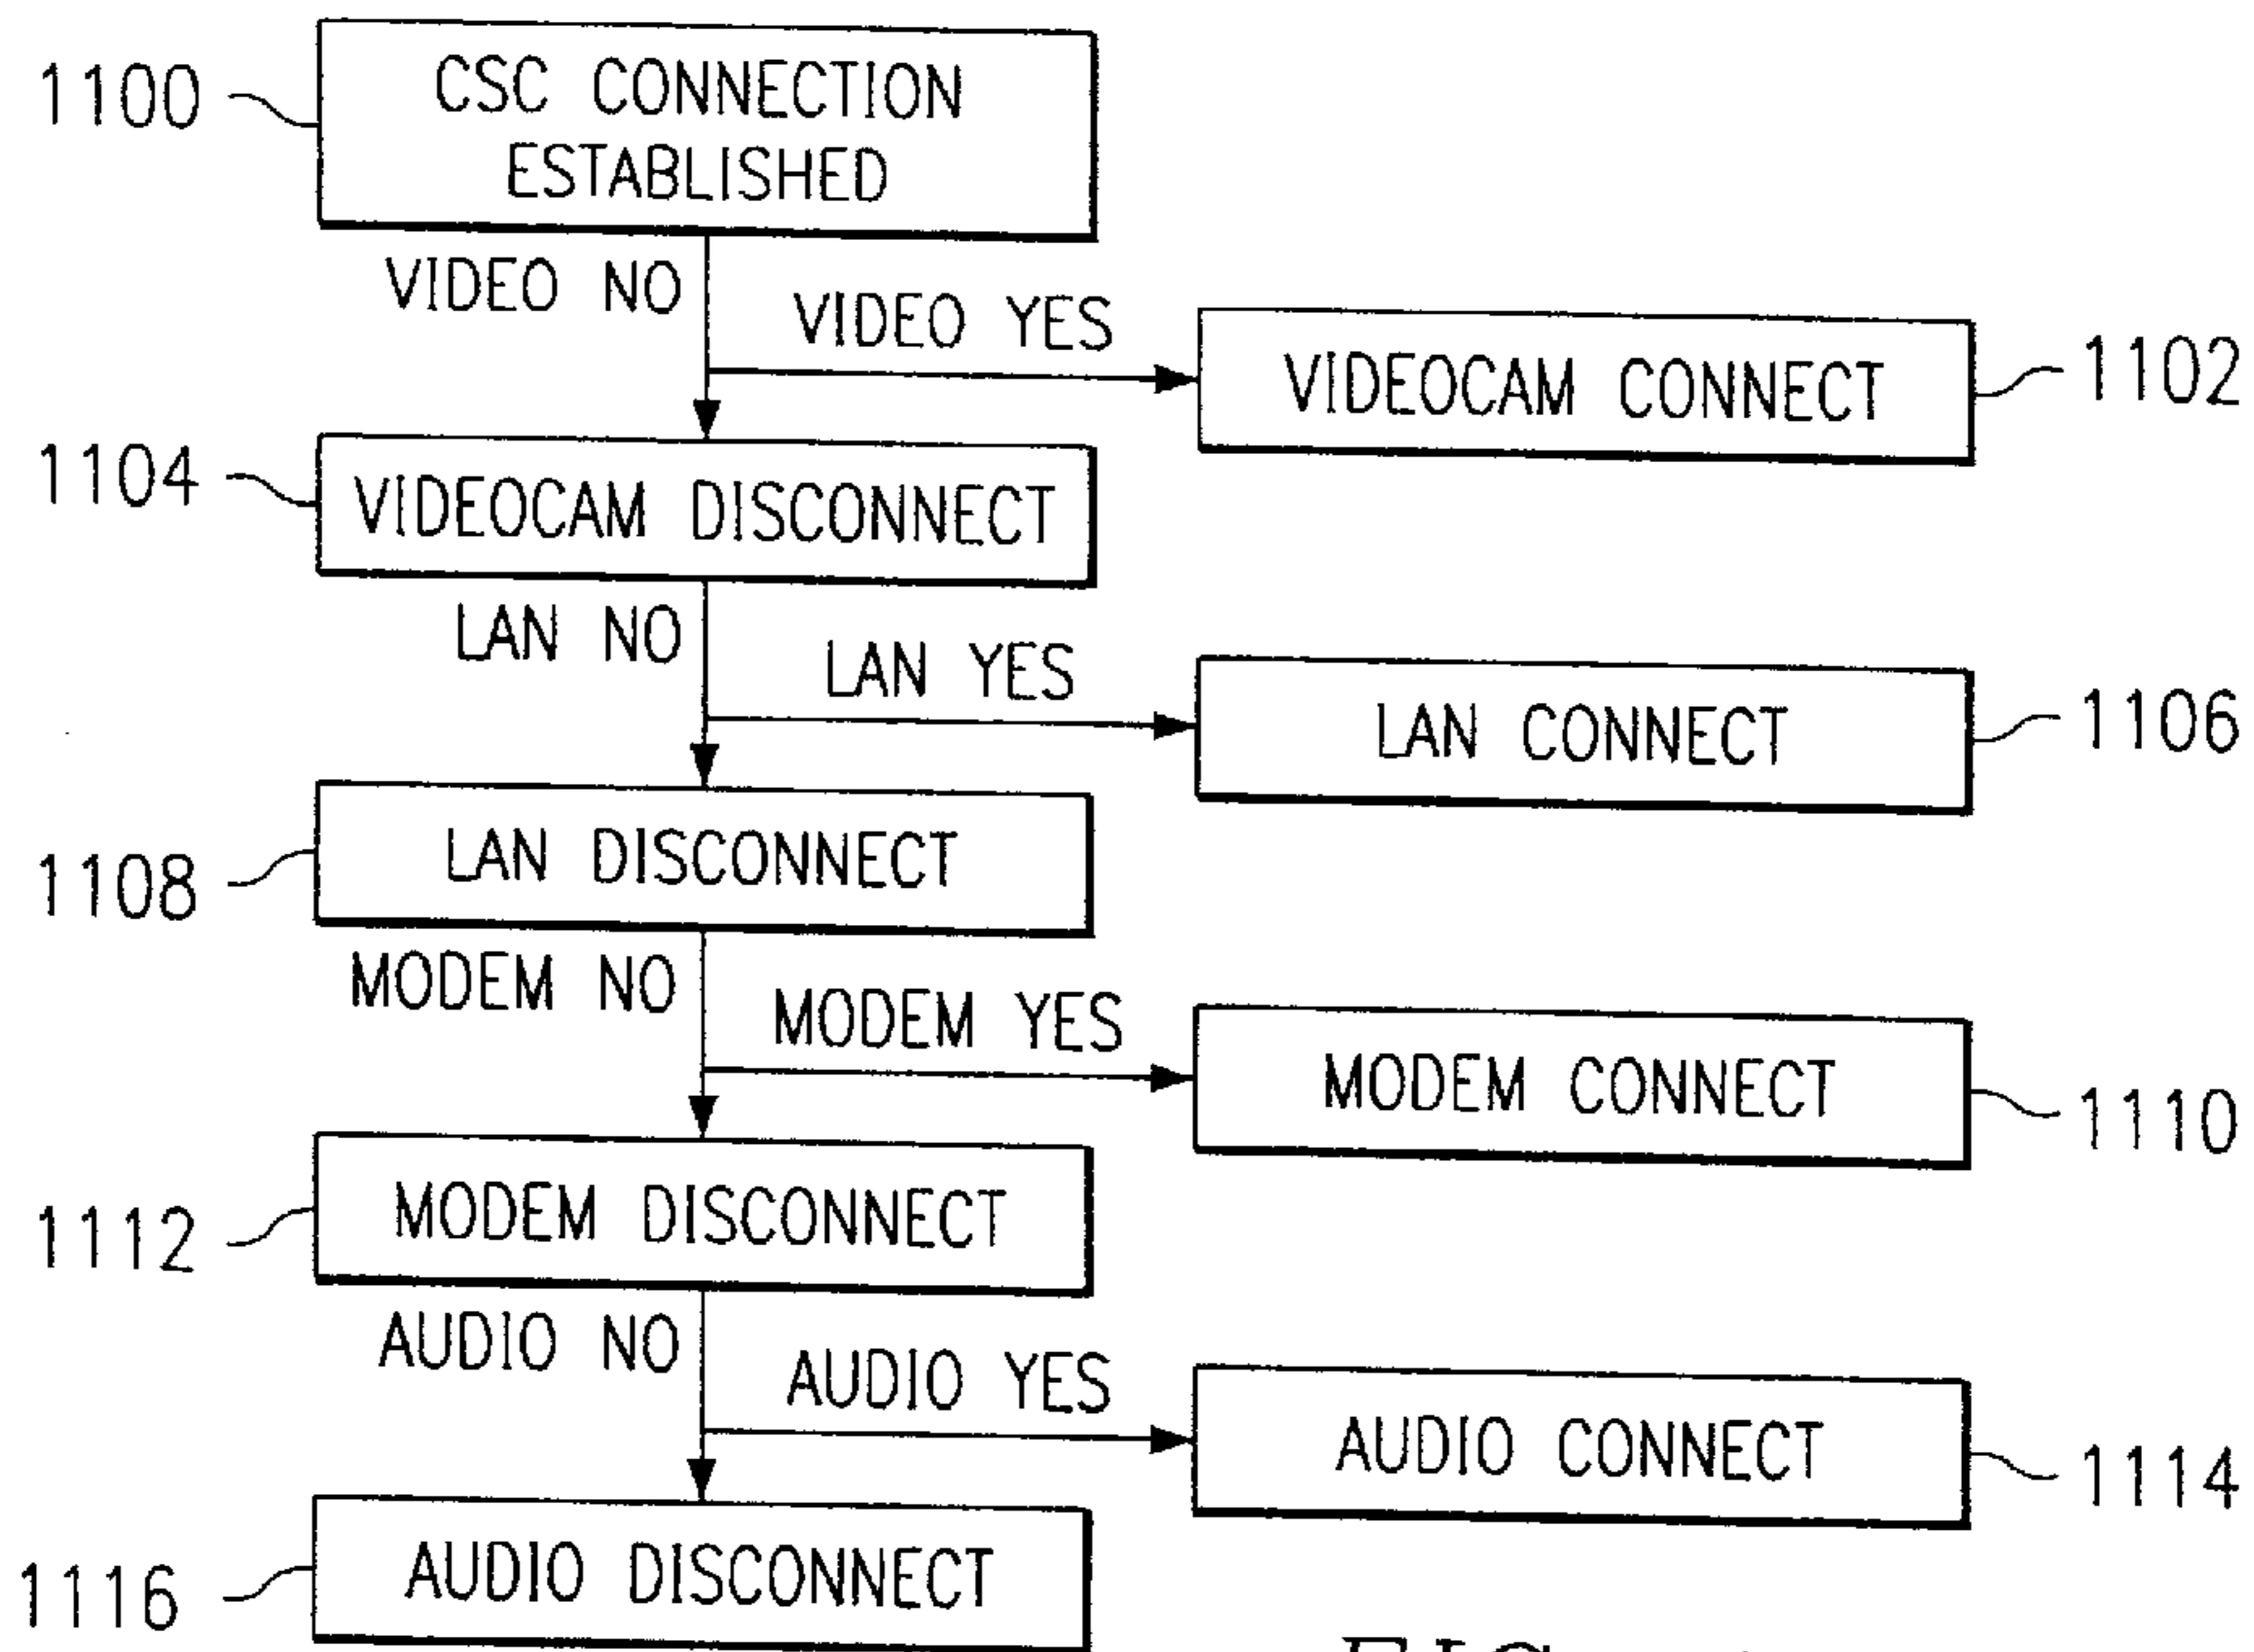 1100
CSC CONNECTION
ESTABLISHED
VIDEO NO
VIDEO YES
VIDEOCAM CONNECT
1102
1104
VIDEOCAM DISCONNECT
LAN NO
LAN YES
LAN CONNECT
1106
1108
LAN DISCONNECT
MODEM NO
MODEM YES
MODEM CONNECT
1110
1112
MODEM DISCONNECT
AUDIO NO
AUDIO YES
AUDIO CONNECT
1114
1116
AUDIO DISCONNECT